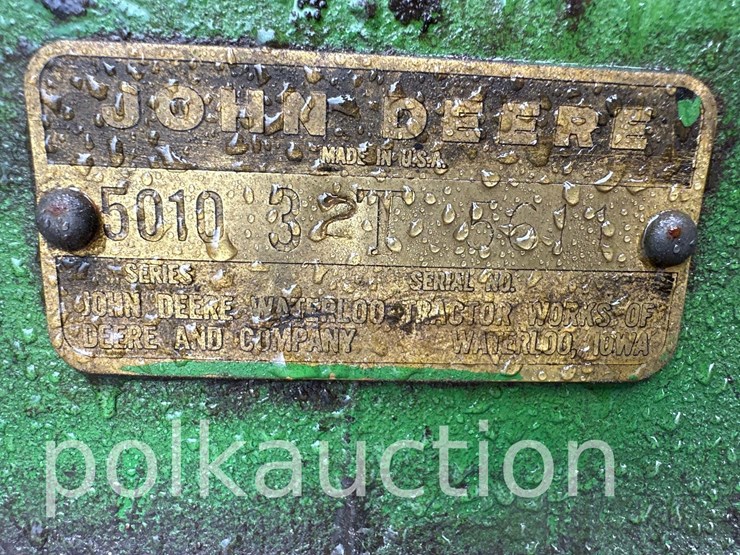 JOHN DEERE
MADE IN U.S.A.
5010 32T 5611
SERIES SERIAL NO.
JOHN DEERE WATERLOO TRACTOR WORKS OF
DEERE AND COMPANY WATERLOO, IOWA
polkauction